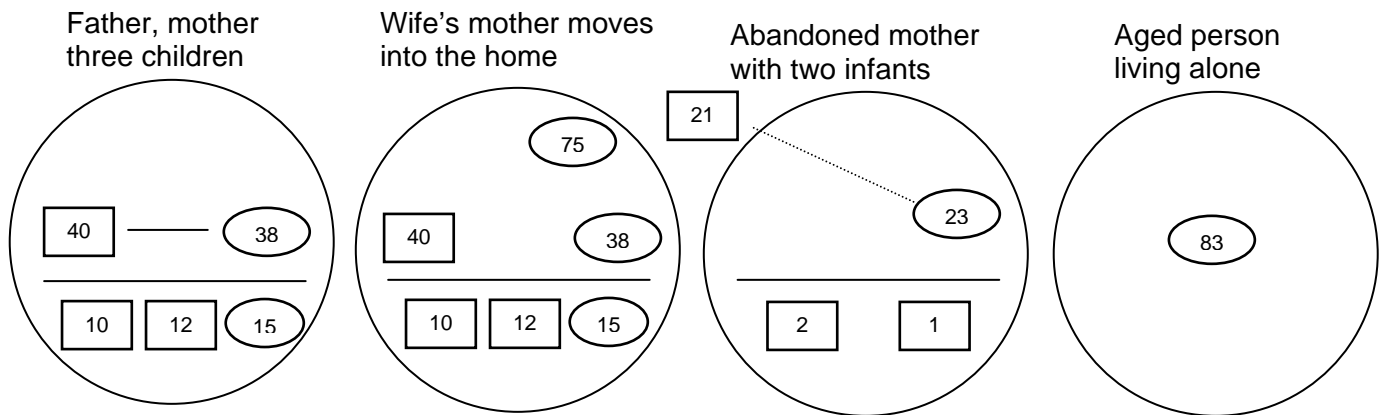 Father, mother
three children
Wife's mother moves
into the home
Abandoned mother
with two infants
Aged person
living alone
40
38
10
12
15
75
40
38
10
12
15
21
23
2
1
83